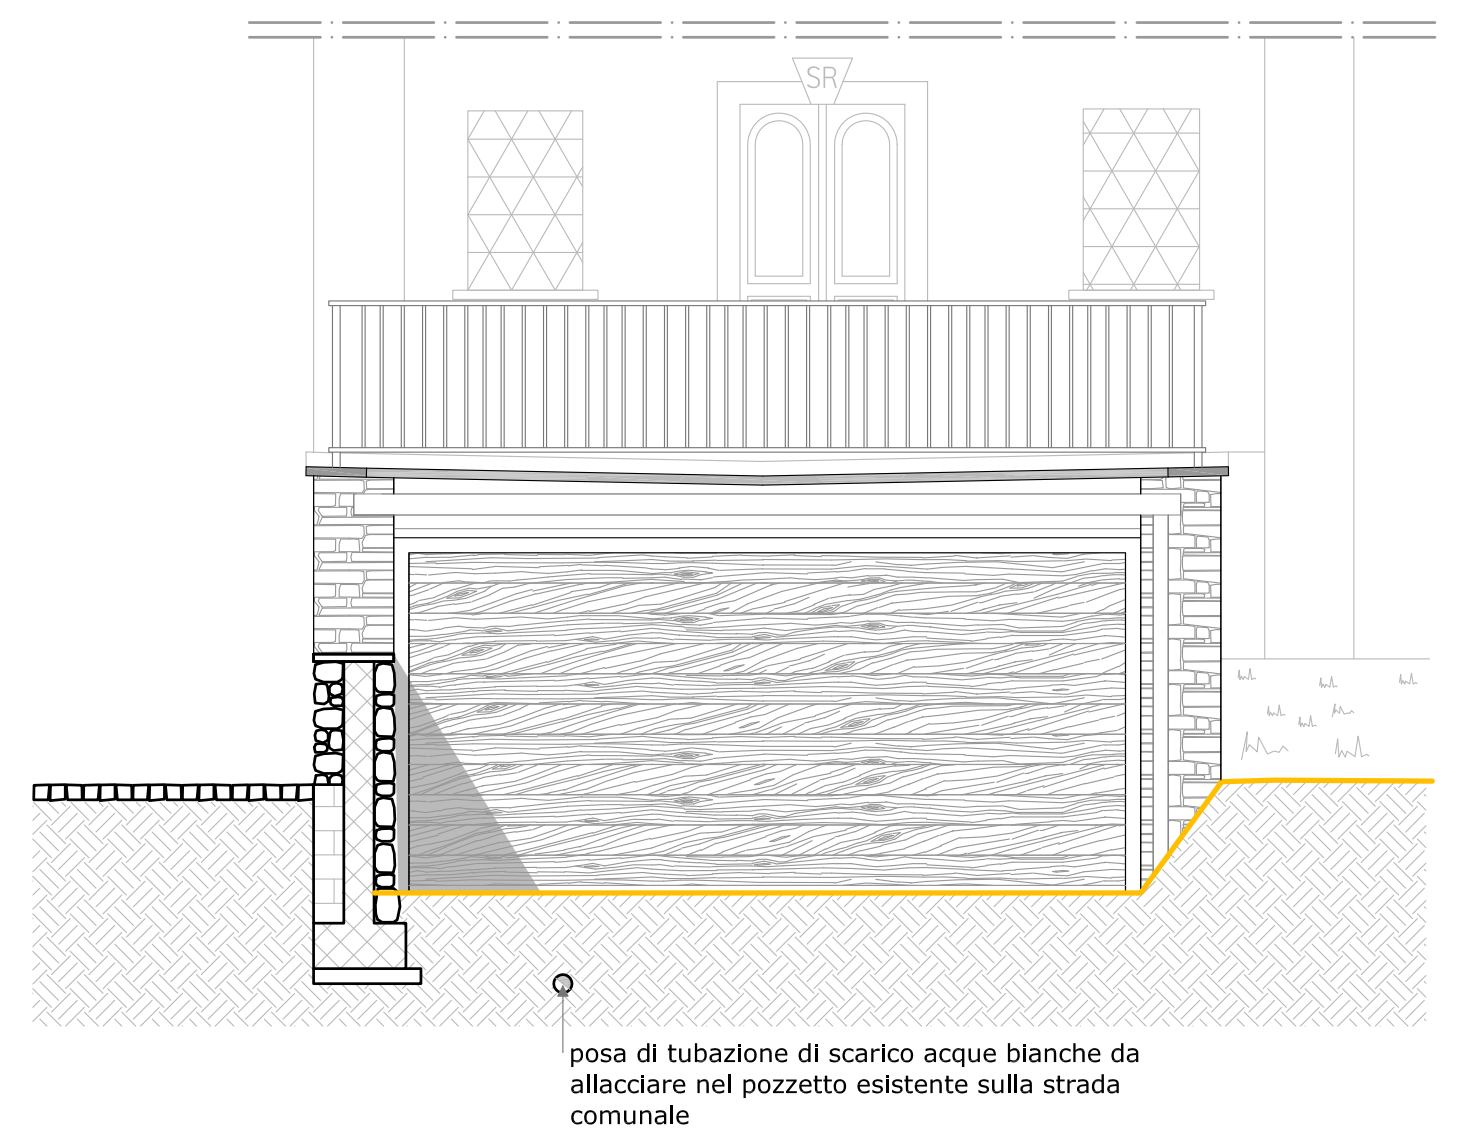 SR
posa di tubazione di scarico acque bianche da
allacciare nel pozzetto esistente sulla strada
comunale